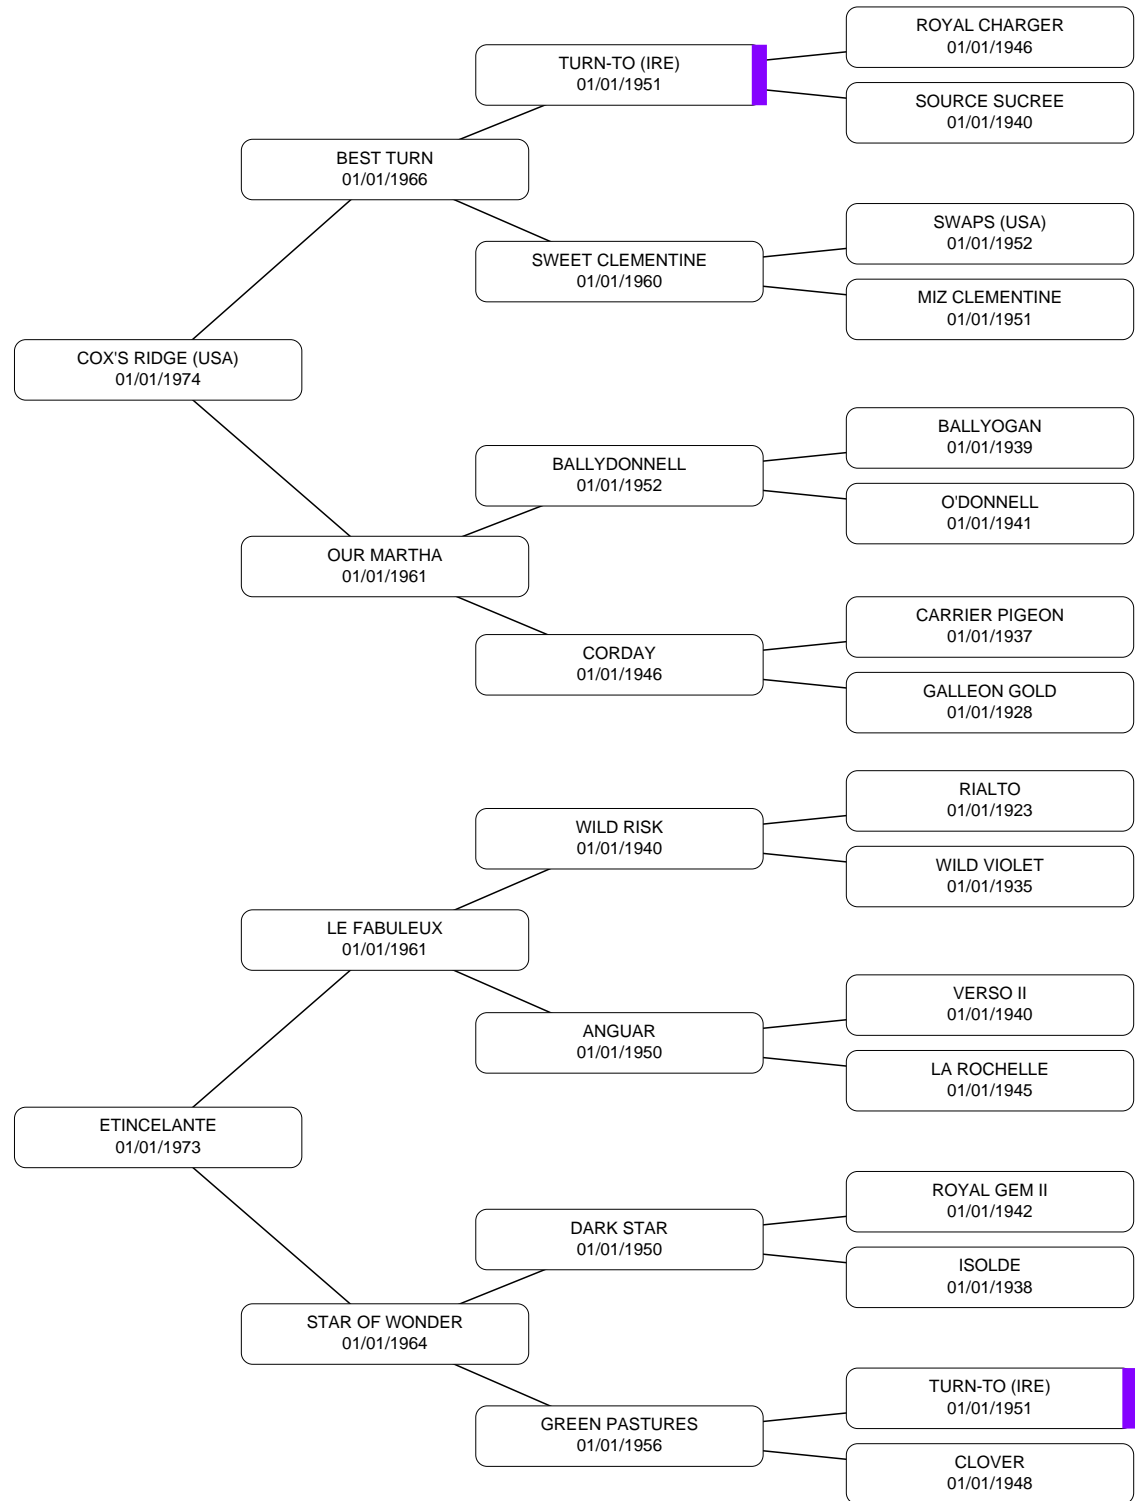 ROYAL CHARGER
01/01/1946
TURN-TO (IRE)
01/01/1951
SOURCE SUCREE
01/01/1940
BEST TURN
01/01/1966
SWAPS (USA)
01/01/1952
SWEET CLEMENTINE
01/01/1960
MIZ CLEMENTINE
01/01/1951
COX'S RIDGE (USA)
01/01/1974
BALLYOGAN
01/01/1939
BALLYDONNELL
01/01/1952
O'DONNELL
01/01/1941
OUR MARTHA
01/01/1961
CARRIER PIGEON
01/01/1937
CORDAY
01/01/1946
GALLEON GOLD
01/01/1928
RIALTO
01/01/1923
WILD RISK
01/01/1940
WILD VIOLET
01/01/1935
LE FABULEUX
01/01/1961
VERSO II
01/01/1940
ANGUAR
01/01/1950
LA ROCHELLE
01/01/1945
ETINCELANTE
01/01/1973
ROYAL GEM II
01/01/1942
DARK STAR
01/01/1950
ISOLDE
01/01/1938
STAR OF WONDER
01/01/1964
TURN-TO (IRE)
01/01/1951
GREEN PASTURES
01/01/1956
CLOVER
01/01/1948